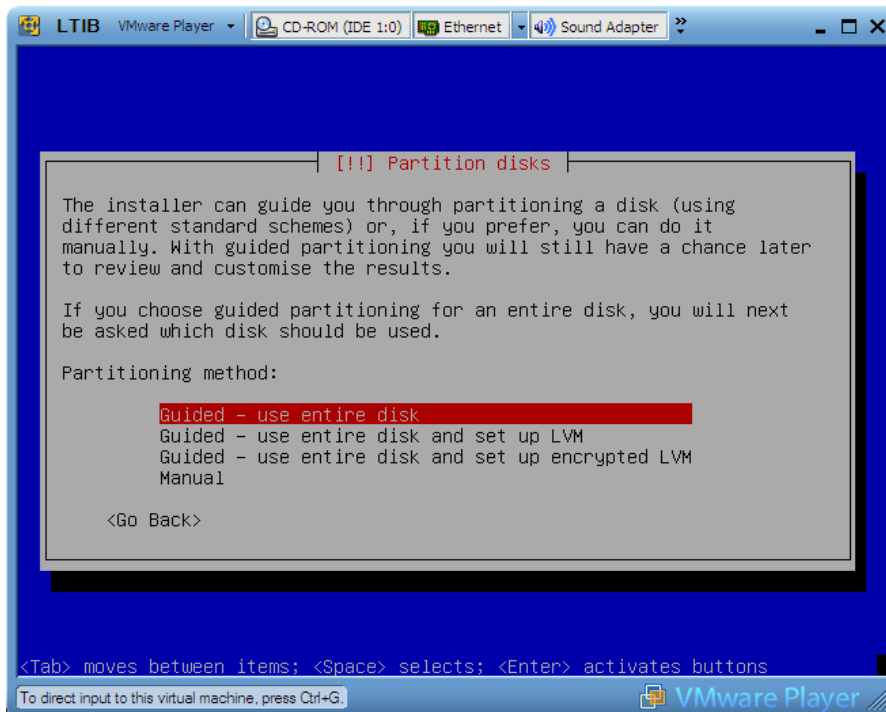 LTIB VMware Player CD-ROM (IDE 1:0) Ethernet Sound Adapter
[!!] Partition disks
The installer can guide you through partitioning a disk (using
different standard schemes) or, if you prefer, you can do it
manually. With guided partitioning you will still have a chance later
to review and customise the results.
If you choose guided partitioning for an entire disk, you will next
be asked which disk should be used.
Partitioning method:
Guided - use entire disk
Guided - use entire disk and set up LVM
Guided - use entire disk and set up encrypted LVM
Manual
<Go Back>
<Tab> moves between items; <Space> selects; <Enter> activates buttons
To direct input to this virtual machine, press Ctrl+G. VMware Player